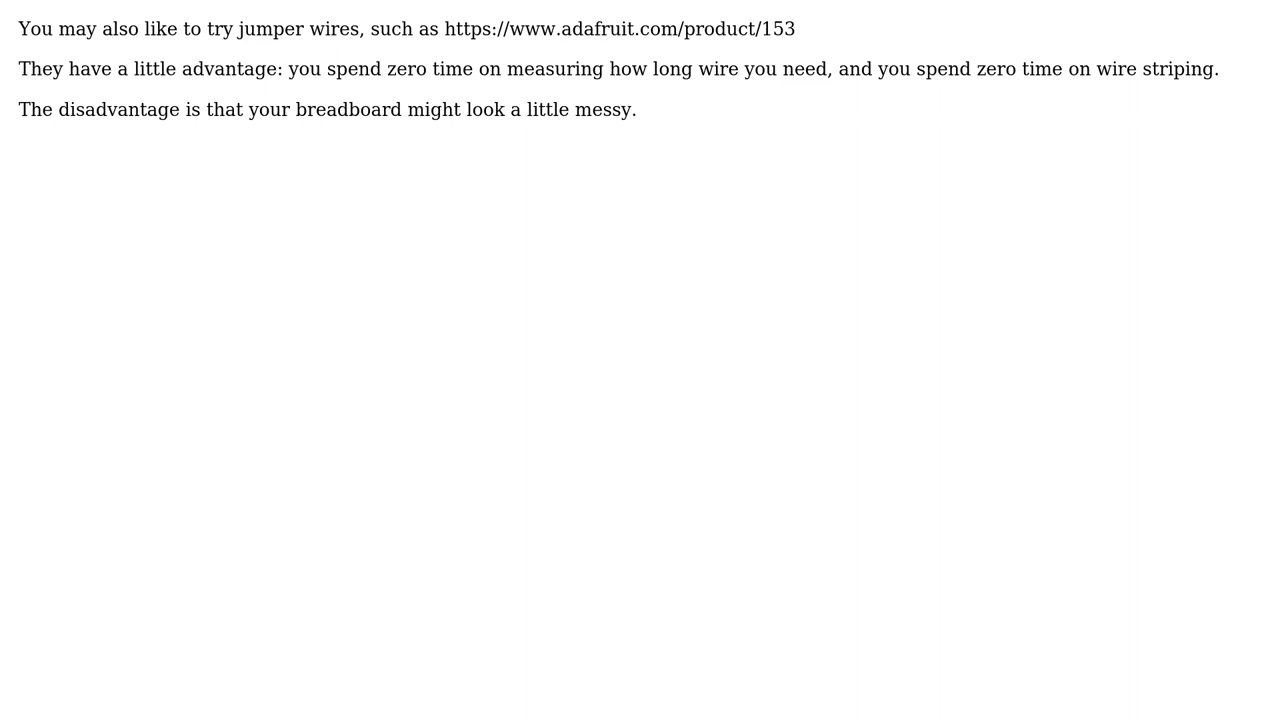 You may also like to try jumper wires, such as https://www.adafruit.com/product/153
They have a little advantage: you spend zero time on measuring how long wire you need, and you spend zero time on wire striping.
The disadvantage is that your breadboard might look a little messy.